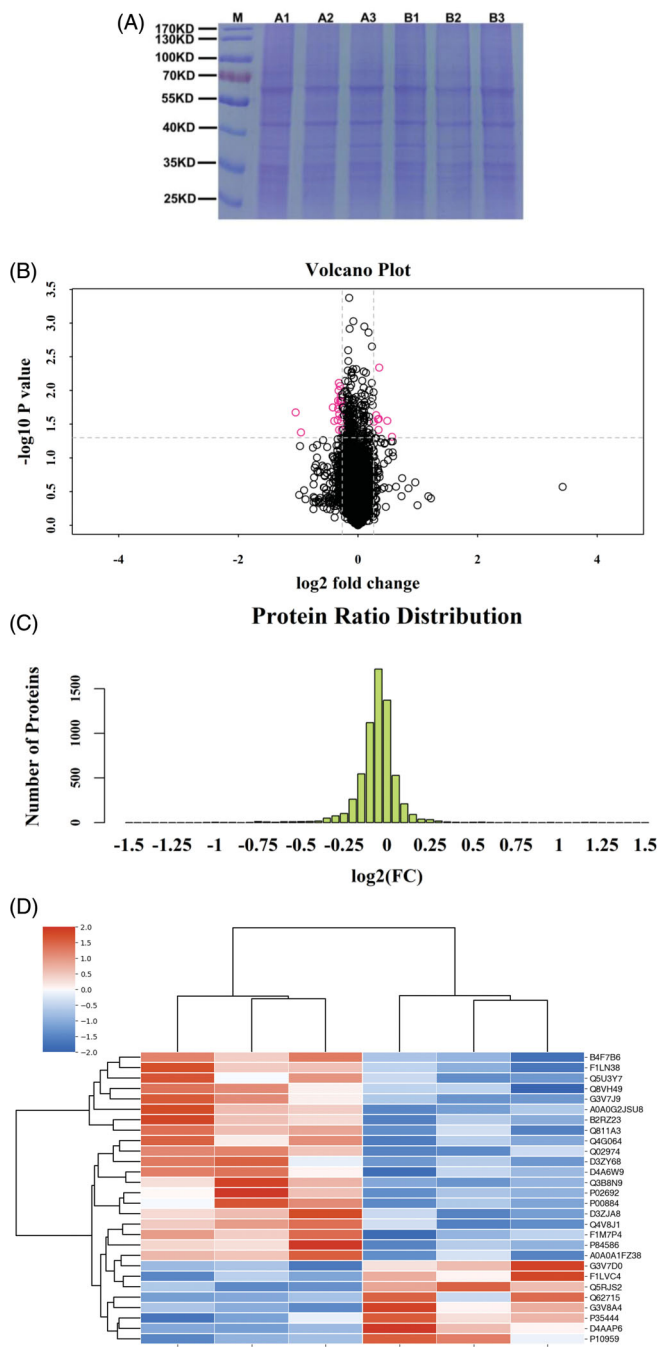 (A)
M A1 A2 A3 B1 B2 B3
170KD
130KD
100KD
70KD
55KD
40KD
35KD
25KD
(B)
Volcano Plot
3.5
3.0
2.5
2.0
1.5
1.0
0.5
0.0
-log10 P value
-4 -2 0 2 4
log2 fold change
(C)
Protein Ratio Distribution
1500
1000
500
0
Number of Proteins
-1.5 -1.25 -1 -0.75 -0.5 -0.25 0 0.25 0.5 0.75 1 1.25 1.5
log2(FC)
(D)
2.0
1.5
1.0
0.5
0.0
-0.5
-1.0
-1.5
-2.0
B4F7B6
F1LN38
Q5U3Y7
Q8VH49
G3V7J9
A0A0G2JSU8
B2RZ23
Q811A3
Q4G064
Q02974
D3ZY68
D4A6W9
Q3B8N9
P02692
P00884
D3ZJA8
Q4V8J1
F1M7P4
P84586
A0A0A1FZ38
G3V7D0
F1LVC4
Q5RJS2
Q62715
G3V8A4
P35444
D4AAP6
P10959